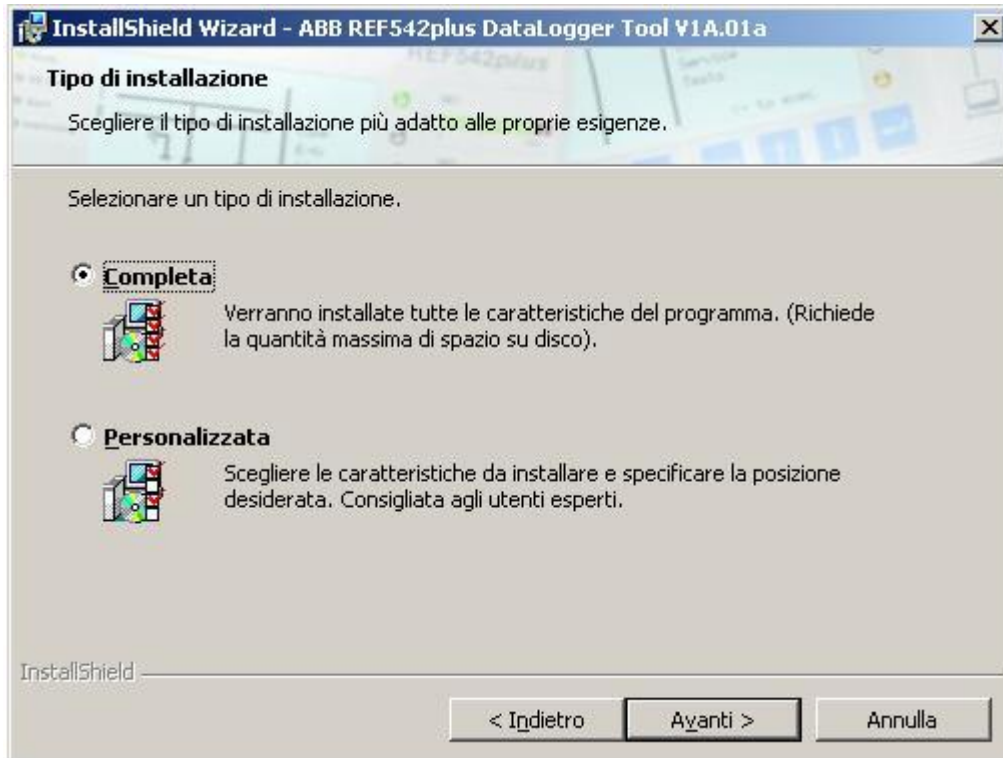 InstallShield Wizard - ABB REF542plus DataLogger Tool V1A.01a
REF542plus
Service
Tests
Tipo di installazione
Scegliere il tipo di installazione più adatto alle proprie esigenze.
Selezionare un tipo di installazione.
Completa
Verranno installate tutte le caratteristiche del programma. (Richiede
la quantità massima di spazio su disco).
Personalizzata
Scegliere le caratteristiche da installare e specificare la posizione
desiderata. Consigliata agli utenti esperti.
InstallShield
< Indietro
Avanti >
Annulla